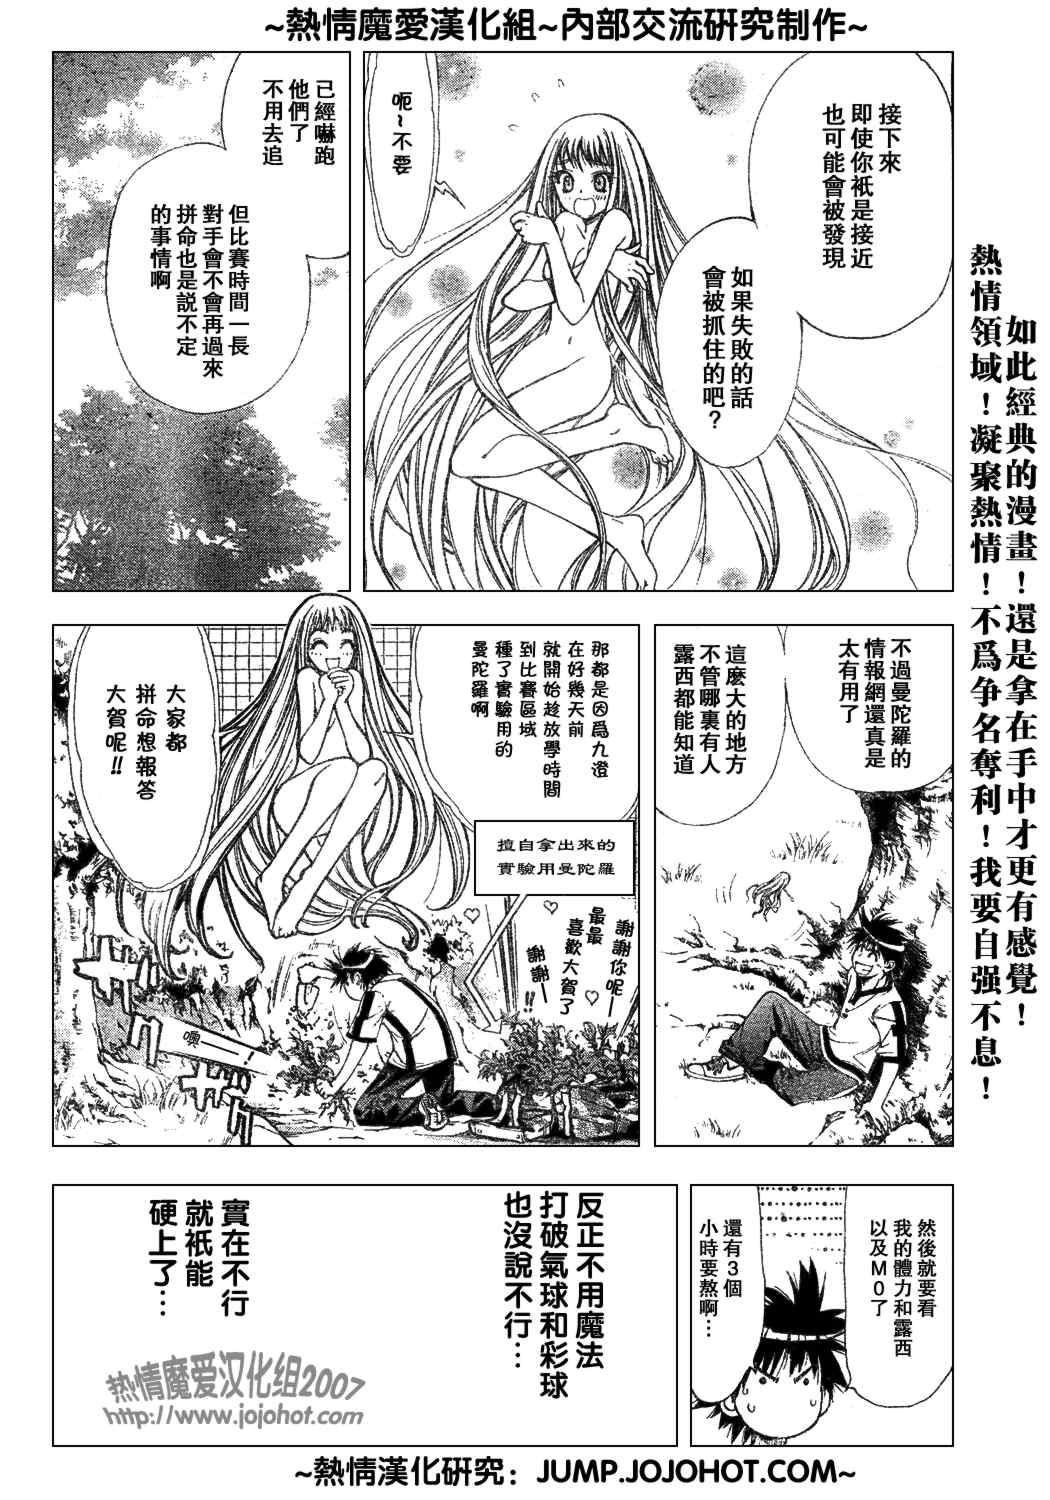 ~熱情魔愛漢化組~內部交流研究制作~
接下來
即使你衹是接近
也可能會被發現
如果失敗的話
會被抓住的吧？
呃~不要
已經嚇跑
他們了
不用去追
但比賽時間一長
對手會不會再過來
拼命也是説不定
的事情啊
不過曼陀羅的
情報網還真是
太有用了
這麽大的地方
不管哪裏有人
露西都能知道
那都是因爲九澄
在好幾天前
就開始趁放學時間
到比賽區域
種了實驗用的
曼陀羅啊
擅自拿出來的
實驗用曼陀羅
謝謝你呢ー
最最
喜歡大賀了
謝謝ー!!
大家都
拼命想報答
大賀呢!!
ザザ
ザザ
噢ーー！
然後就要看
我的體力和露西
以及M0了
還有3個
小時要熬啊…
反正不用魔法
打破氣球和彩球
也沒說不行…
實在不行
就衹能
硬上了…
如此經典的漫畫！還是拿在手中才更有感覺！
熱情領域！凝聚熱情！不爲争名奪利！我要自强不息！
熱情魔爱汉化组2007
http://www.jojohot.com
~熱情漢化研究：JUMP.JOJOHOT.COM~